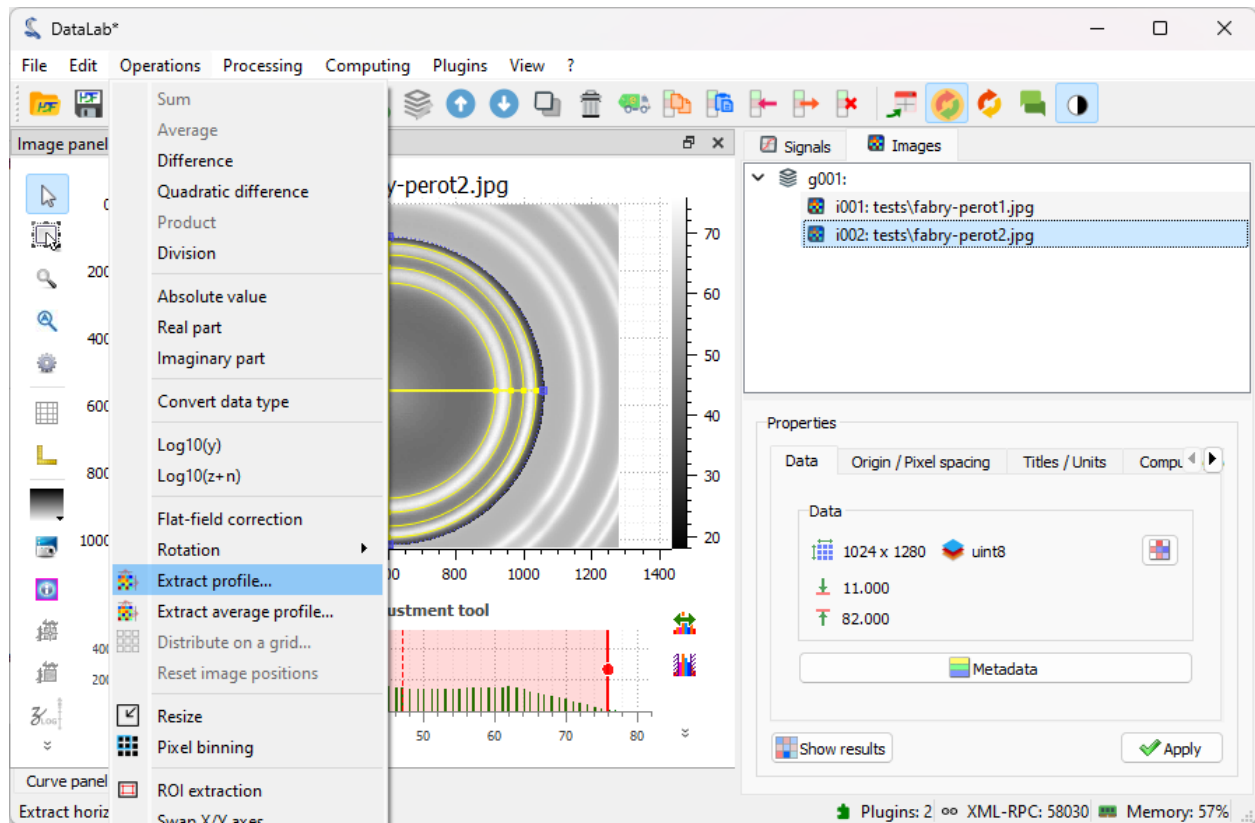 DataLab*
File Edit Operations Processing Computing Plugins View ?
Image panel
Sum
Average
Difference
Quadratic difference
Product
Division
Absolute value
Real part
Imaginary part
Convert data type
Log10(y)
Log10(z+n)
Flat-field correction
Rotation
Extract profile...
Extract average profile...
Distribute on a grid...
Reset image positions
Resize
Pixel binning
ROI extraction
Swap X/Y axes
y-perot2.jpg
0
200
400
600
800
1000
70
60
50
40
30
20
800 1000 1200 1400
ustment tool
400
200
50 60 70 80
LOG
Curve panel
Extract horiz
Signals Images
g001:
i001: tests\fabry-perot1.jpg
i002: tests\fabry-perot2.jpg
Properties
Data Origin / Pixel spacing Titles / Units Compu
Data
1024 x 1280 uint8
11.000
82.000
Metadata
Show results Apply
Plugins: 2 XML-RPC: 58030 Memory: 57%